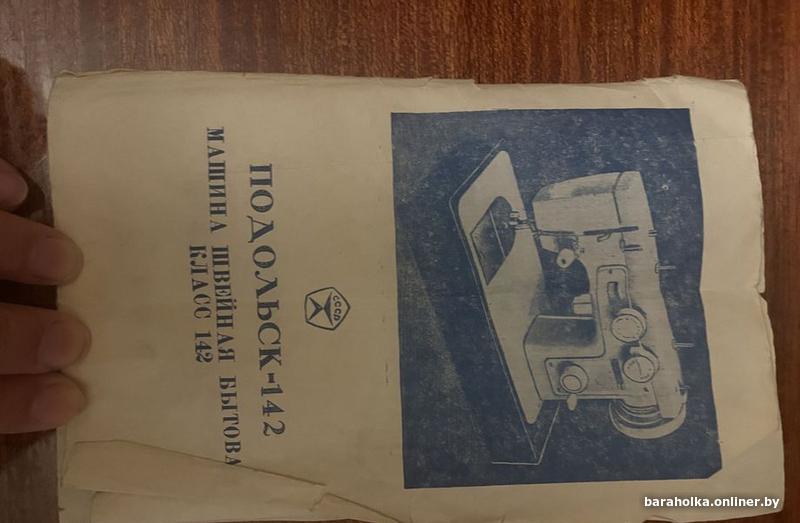 СССР
ПОДОЛЬСК-142
МАШИНА ШВЕЙНАЯ БЫТОВА
КЛАСС 142
baraholka.onliner.by